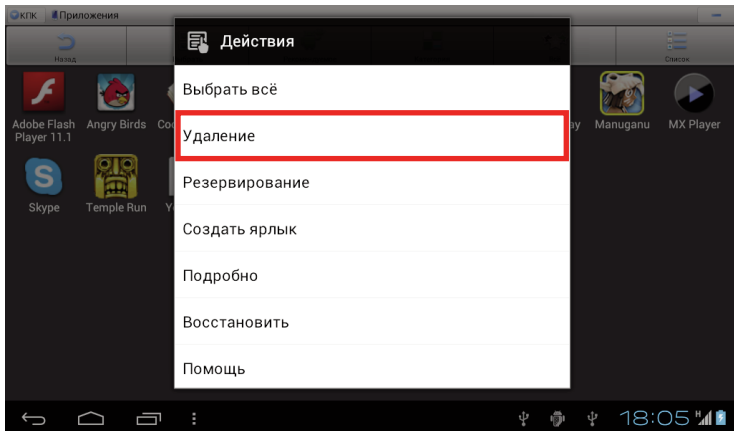 КПК Приложения
Действия
Назад
Список
Выбрать всё
Adobe Flash Player 11.1
Angry Birds
Manuganu
MX Player
Удаление
Резервирование
Skype
Temple Run
Создать ярлык
Подробно
Восстановить
Помощь
18:05
H